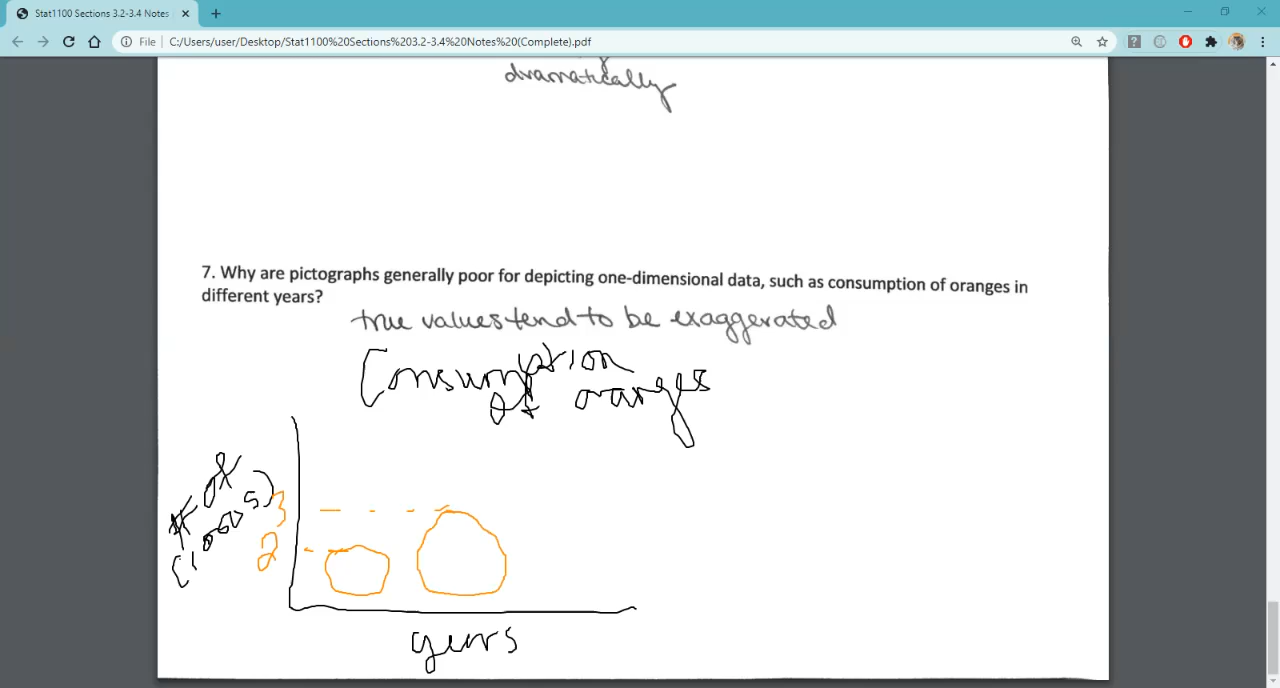 Stat1100 Sections 3.2-3.4 Notes
File C:/Users/user/Desktop/Stat1100%20Sections%203.2-3.4%20Notes%20(Complete).pdf
dramatically
7. Why are pictographs generally poor for depicting one-dimensional data, such as consumption of oranges in
different years?
true values tend to be exaggerated
Consumption
of oranges
# of
(1000s)
3
2
years